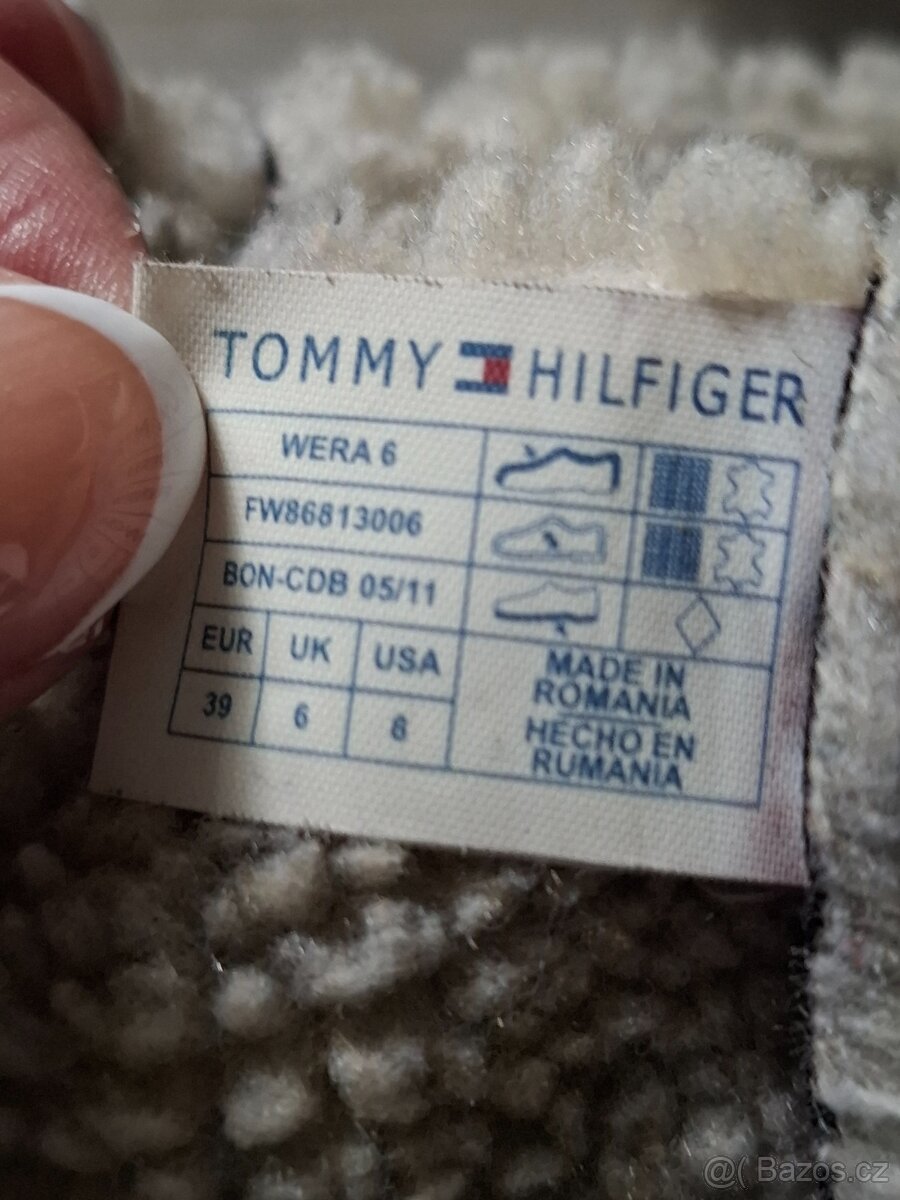 TOMMY HILFIGER
WERA 6
FW86813006
BON-CDB 05/11
EUR UK USA
39 6 8
MADE IN
ROMANIA
HECHO EN
RUMANIA
@( Bazos.cz